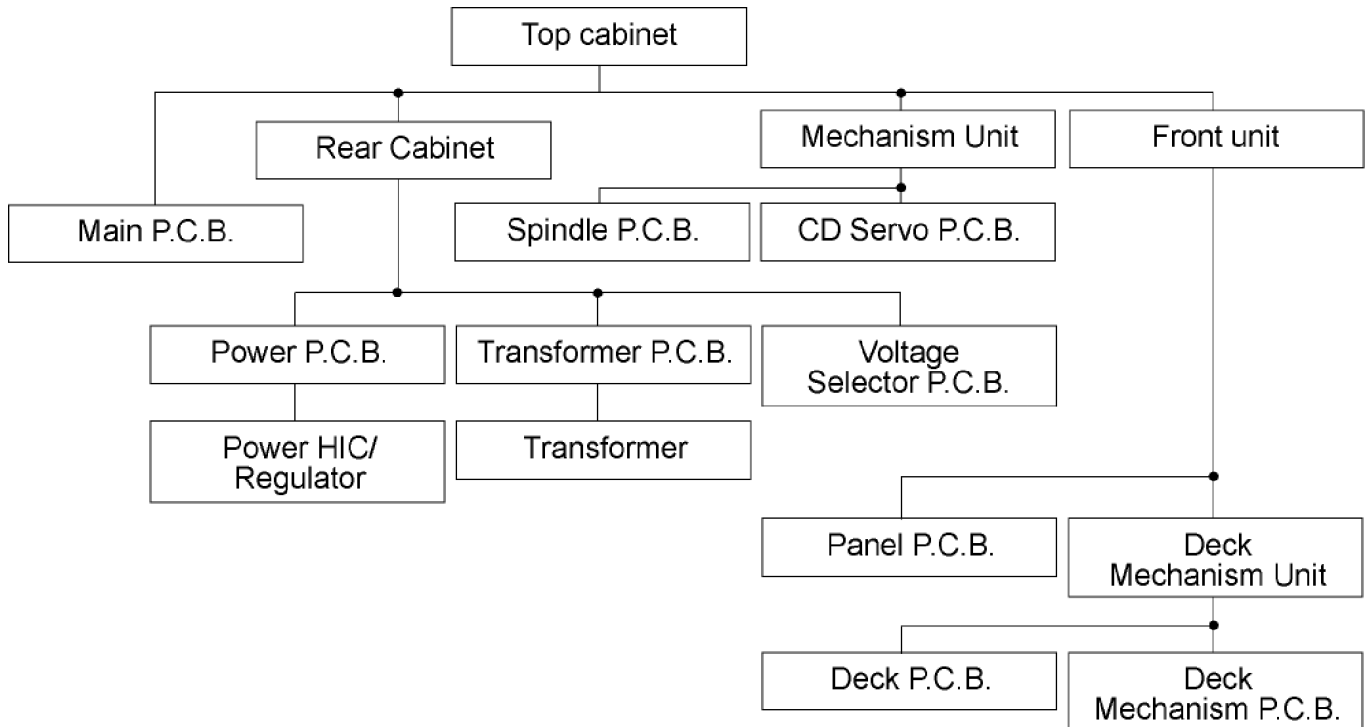 Top cabinet
Rear Cabinet
Mechanism Unit
Front unit
Main P.C.B.
Spindle P.C.B.
CD Servo P.C.B.
Power P.C.B.
Transformer P.C.B.
Voltage
Selector P.C.B.
Power HIC/
Regulator
Transformer
Panel P.C.B.
Deck
Mechanism Unit
Deck P.C.B.
Deck
Mechanism P.C.B.